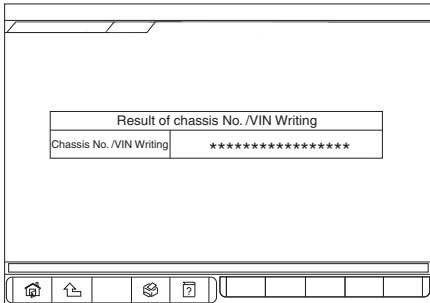 Result of chassis No. /VIN Writing
Chassis No. /VIN Writing *****************
?